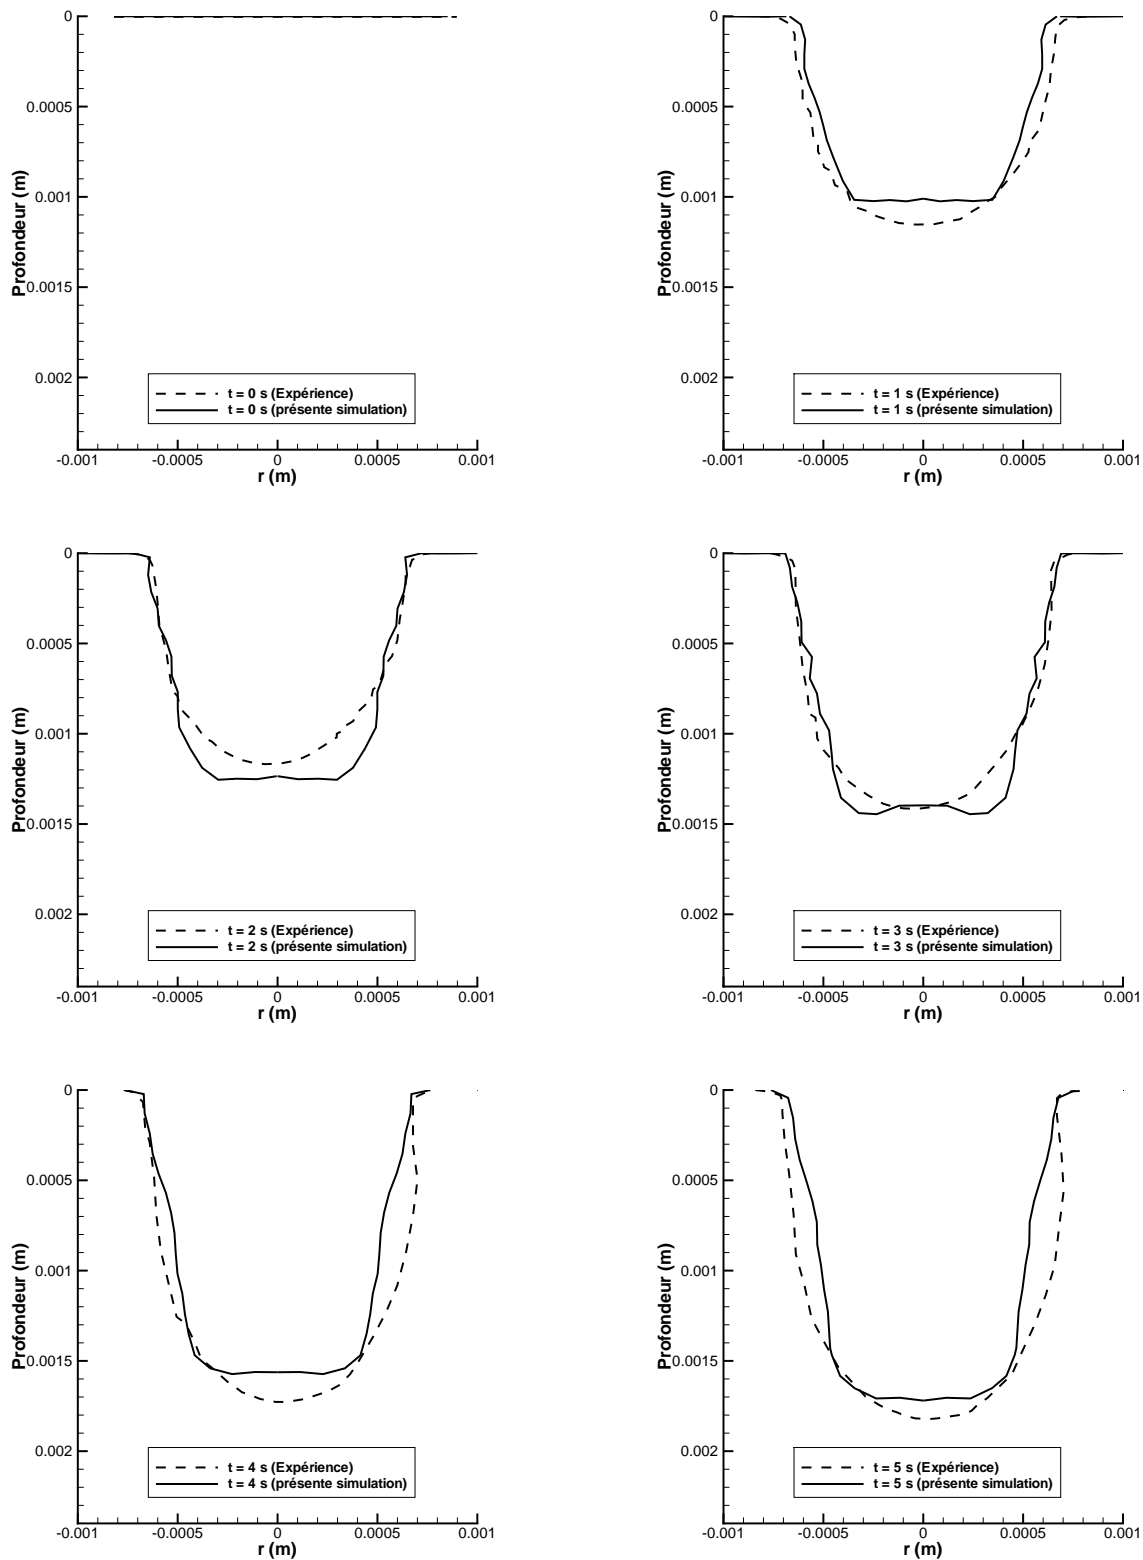 0
0.0005
0.001
0.0015
0.002
Profondeur (m)
t = 0 s (Expérience)
t = 0 s (présente simulation)
-0.001 -0.0005 0 0.0005 0.001
r (m)
0
0.0005
0.001
0.0015
0.002
Profondeur (m)
t = 1 s (Expérience)
t = 1 s (présente simulation)
-0.001 -0.0005 0 0.0005 0.001
r (m)
0
0.0005
0.001
0.0015
0.002
Profondeur (m)
t = 2 s (Expérience)
t = 2 s (présente simulation)
-0.001 -0.0005 0 0.0005 0.001
r (m)
0
0.0005
0.001
0.0015
0.002
Profondeur (m)
t = 3 s (Expérience)
t = 3 s (présente simulation)
-0.001 -0.0005 0 0.0005 0.001
r (m)
0
0.0005
0.001
0.0015
0.002
Profondeur (m)
t = 4 s (Expérience)
t = 4 s (présente simulation)
-0.001 -0.0005 0 0.0005 0.001
r (m)
0
0.0005
0.001
0.0015
0.002
Profondeur (m)
t = 5 s (Expérience)
t = 5 s (présente simulation)
-0.001 -0.0005 0 0.0005 0.001
r (m)